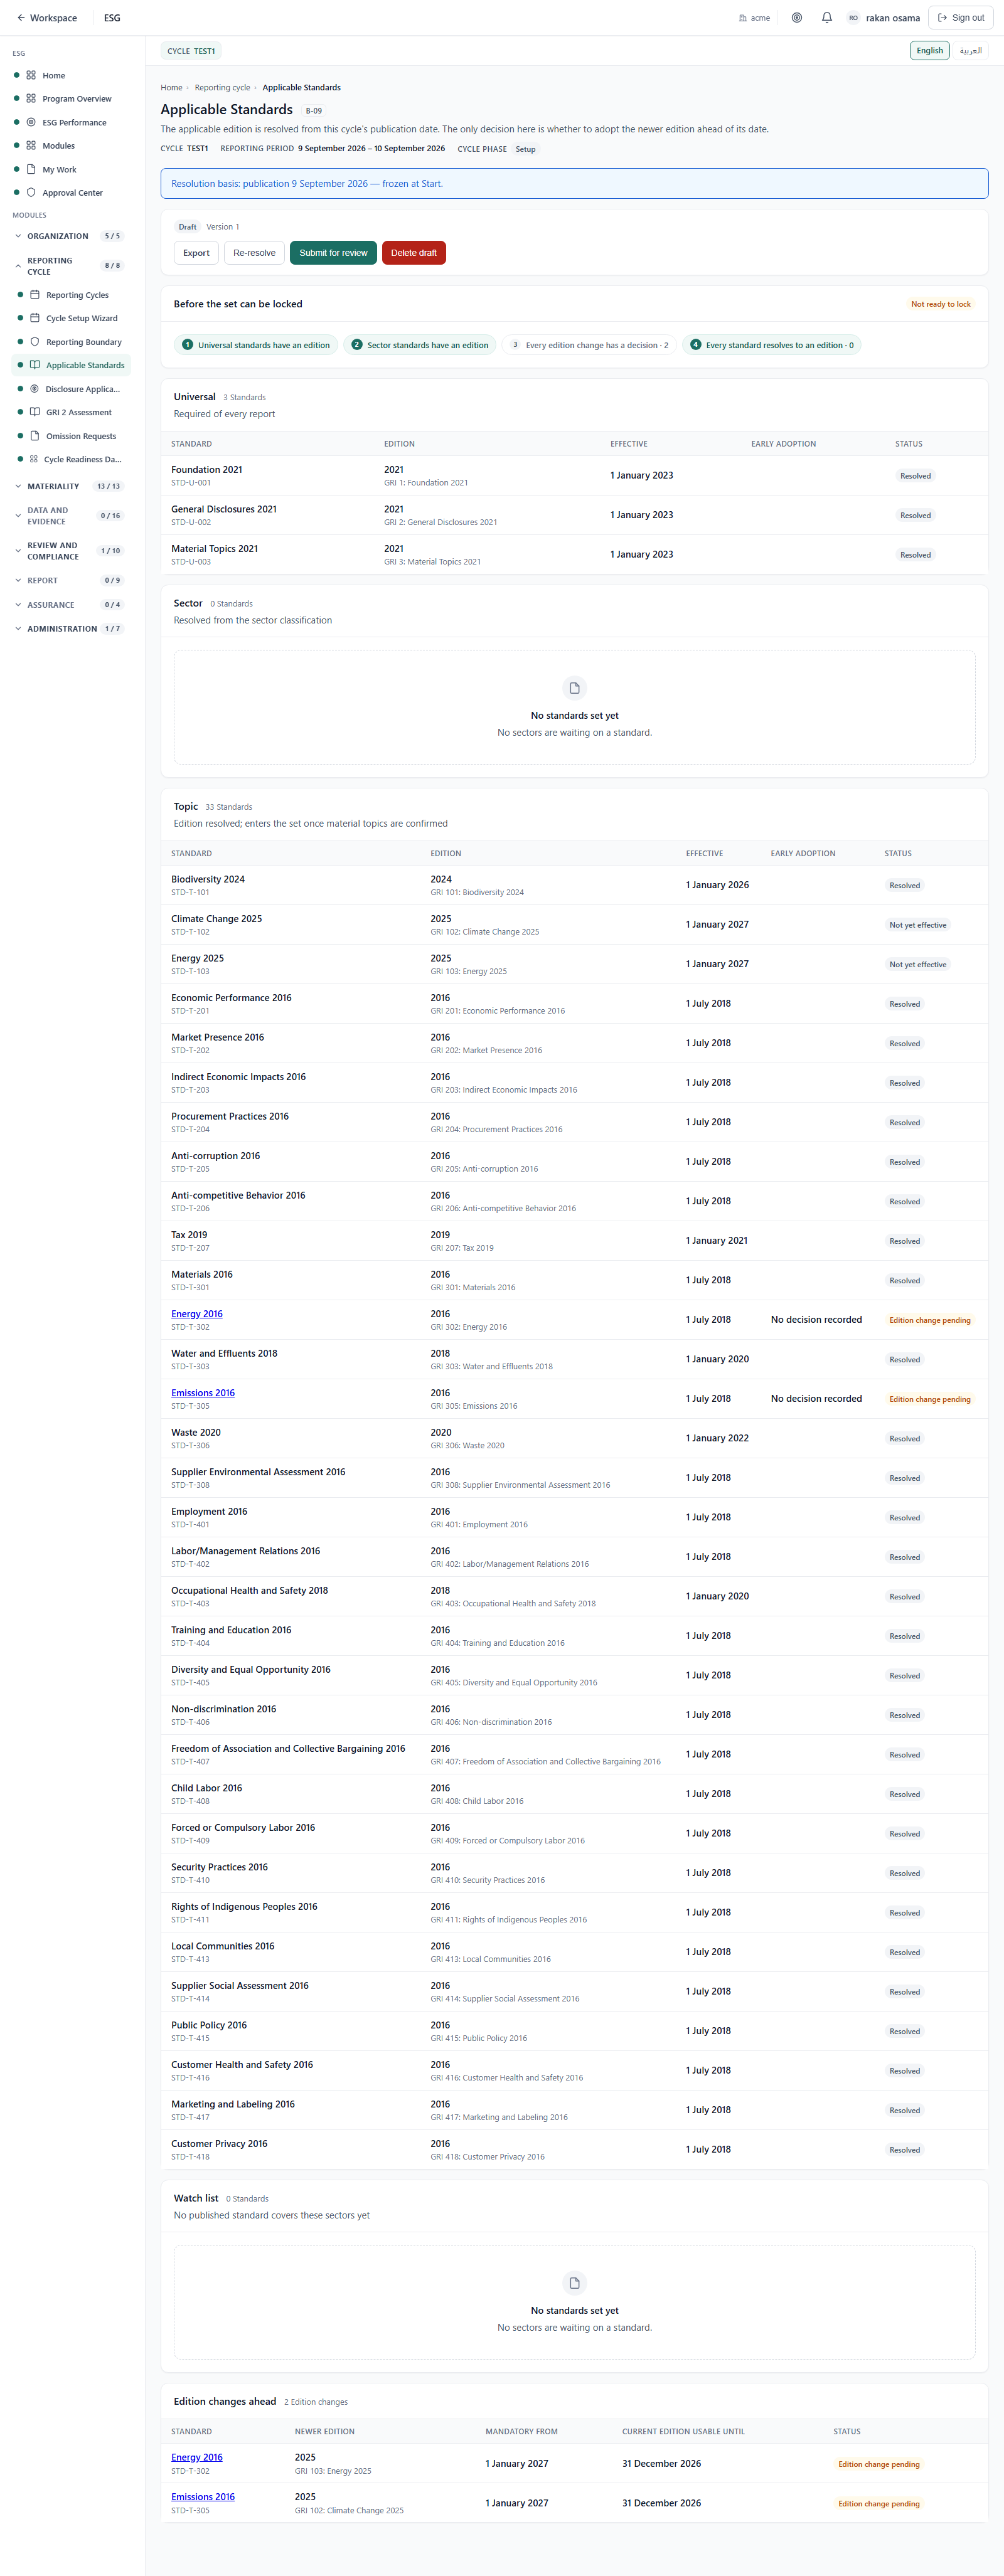 Workspace
ESG
acme
RO
rakan osama
Sign out
ESG
Home
Program Overview
ESG Performance
Modules
My Work
Approval Center
MODULES
ORGANIZATION 5 / 5
REPORTING CYCLE 8 / 8
Reporting Cycles
Cycle Setup Wizard
Reporting Boundary
Applicable Standards
Disclosure Applica...
GRI 2 Assessment
Omission Requests
Cycle Readiness Da...
MATERIALITY 13 / 13
DATA AND EVIDENCE 0 / 16
REVIEW AND COMPLIANCE 1 / 10
REPORT 0 / 9
ASSURANCE 0 / 4
ADMINISTRATION 1 / 7
CYCLE TEST1
English
العربية
Home › Reporting cycle › Applicable Standards
Applicable Standards B-09
The applicable edition is resolved from this cycle's publication date. The only decision here is whether to adopt the newer edition ahead of its date.
CYCLE TEST1 REPORTING PERIOD 9 September 2026 – 10 September 2026 CYCLE PHASE Setup
Resolution basis: publication 9 September 2026 — frozen at Start.
Draft Version 1
Export Re-resolve Submit for review Delete draft
Before the set can be locked
Not ready to lock
1 Universal standards have an edition
2 Sector standards have an edition
3 Every edition change has a decision · 2
4 Every standard resolves to an edition · 0
Universal 3 Standards
Required of every report
STANDARD EDITION EFFECTIVE EARLY ADOPTION STATUS
Foundation 2021 2021 1 January 2023 Resolved
STD-U-001 GRI 1: Foundation 2021
General Disclosures 2021 2021 1 January 2023 Resolved
STD-U-002 GRI 2: General Disclosures 2021
Material Topics 2021 2021 1 January 2023 Resolved
STD-U-003 GRI 3: Material Topics 2021
Sector 0 Standards
Resolved from the sector classification
No standards set yet
No sectors are waiting on a standard.
Topic 33 Standards
Edition resolved; enters the set once material topics are confirmed
STANDARD EDITION EFFECTIVE EARLY ADOPTION STATUS
Biodiversity 2024 2024 1 January 2026 Resolved
STD-T-101 GRI 101: Biodiversity 2024
Climate Change 2025 2025 1 January 2027 Not yet effective
STD-T-102 GRI 102: Climate Change 2025
Energy 2025 2025 1 January 2027 Not yet effective
STD-T-103 GRI 103: Energy 2025
Economic Performance 2016 2016 1 July 2018 Resolved
STD-T-201 GRI 201: Economic Performance 2016
Market Presence 2016 2016 1 July 2018 Resolved
STD-T-202 GRI 202: Market Presence 2016
Indirect Economic Impacts 2016 2016 1 July 2018 Resolved
STD-T-203 GRI 203: Indirect Economic Impacts 2016
Procurement Practices 2016 2016 1 July 2018 Resolved
STD-T-204 GRI 204: Procurement Practices 2016
Anti-corruption 2016 2016 1 July 2018 Resolved
STD-T-205 GRI 205: Anti-corruption 2016
Anti-competitive Behavior 2016 2016 1 July 2018 Resolved
STD-T-206 GRI 206: Anti-competitive Behavior 2016
Tax 2019 2019 1 January 2021 Resolved
STD-T-207 GRI 207: Tax 2019
Materials 2016 2016 1 July 2018 Resolved
STD-T-301 GRI 301: Materials 2016
Energy 2016 2016 1 July 2018 No decision recorded Edition change pending
STD-T-302 GRI 302: Energy 2016
Water and Effluents 2018 2018 1 January 2020 Resolved
STD-T-303 GRI 303: Water and Effluents 2018
Emissions 2016 2016 1 July 2018 No decision recorded Edition change pending
STD-T-305 GRI 305: Emissions 2016
Waste 2020 2020 1 January 2022 Resolved
STD-T-306 GRI 306: Waste 2020
Supplier Environmental Assessment 2016 2016 1 July 2018 Resolved
STD-T-308 GRI 308: Supplier Environmental Assessment 2016
Employment 2016 2016 1 July 2018 Resolved
STD-T-401 GRI 401: Employment 2016
Labor/Management Relations 2016 2016 1 July 2018 Resolved
STD-T-402 GRI 402: Labor/Management Relations 2016
Occupational Health and Safety 2018 2018 1 January 2020 Resolved
STD-T-403 GRI 403: Occupational Health and Safety 2018
Training and Education 2016 2016 1 July 2018 Resolved
STD-T-404 GRI 404: Training and Education 2016
Diversity and Equal Opportunity 2016 2016 1 July 2018 Resolved
STD-T-405 GRI 405: Diversity and Equal Opportunity 2016
Non-discrimination 2016 2016 1 July 2018 Resolved
STD-T-406 GRI 406: Non-discrimination 2016
Freedom of Association and Collective Bargaining 2016 2016 1 July 2018 Resolved
STD-T-407 GRI 407: Freedom of Association and Collective Bargaining 2016
Child Labor 2016 2016 1 July 2018 Resolved
STD-T-408 GRI 408: Child Labor 2016
Forced or Compulsory Labor 2016 2016 1 July 2018 Resolved
STD-T-409 GRI 409: Forced or Compulsory Labor 2016
Security Practices 2016 2016 1 July 2018 Resolved
STD-T-410 GRI 410: Security Practices 2016
Rights of Indigenous Peoples 2016 2016 1 July 2018 Resolved
STD-T-411 GRI 411: Rights of Indigenous Peoples 2016
Local Communities 2016 2016 1 July 2018 Resolved
STD-T-413 GRI 413: Local Communities 2016
Supplier Social Assessment 2016 2016 1 July 2018 Resolved
STD-T-414 GRI 414: Supplier Social Assessment 2016
Public Policy 2016 2016 1 July 2018 Resolved
STD-T-415 GRI 415: Public Policy 2016
Customer Health and Safety 2016 2016 1 July 2018 Resolved
STD-T-416 GRI 416: Customer Health and Safety 2016
Marketing and Labeling 2016 2016 1 July 2018 Resolved
STD-T-417 GRI 417: Marketing and Labeling 2016
Customer Privacy 2016 2016 1 July 2018 Resolved
STD-T-418 GRI 418: Customer Privacy 2016
Watch list 0 Standards
No published standard covers these sectors yet
No standards set yet
No sectors are waiting on a standard.
Edition changes ahead 2 Edition changes
STANDARD NEWER EDITION MANDATORY FROM CURRENT EDITION USABLE UNTIL STATUS
Energy 2016 2025 1 January 2027 31 December 2026 Edition change pending
STD-T-302 GRI 103: Energy 2025
Emissions 2016 2025 1 January 2027 31 December 2026 Edition change pending
STD-T-305 GRI 102: Climate Change 2025